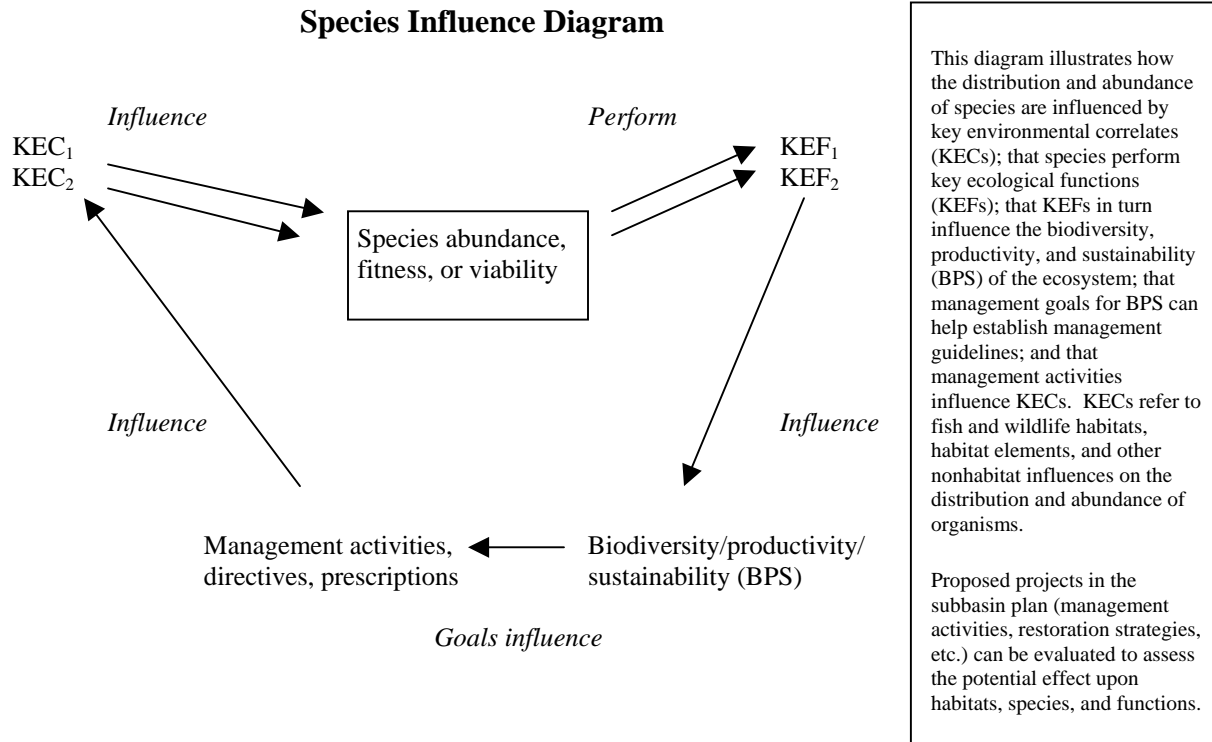 Species Influence Diagram
Influence
Perform
KEC₁
KEC₂
KEF₁
KEF₂
Species abundance,
fitness, or viability
Influence
Influence
Management activities,
directives, prescriptions
Biodiversity/productivity/
sustainability (BPS)
Goals influence
This diagram illustrates how
the distribution and abundance
of species are influenced by
key environmental correlates
(KECs); that species perform
key ecological functions
(KEFs); that KEFs in turn
influence the biodiversity,
productivity, and sustainability
(BPS) of the ecosystem; that
management goals for BPS can
help establish management
guidelines; and that
management activities
influence KECs. KECs refer to
fish and wildlife habitats,
habitat elements, and other
nonhabitat influences on the
distribution and abundance of
organisms.
Proposed projects in the
subbasin plan (management
activities, restoration strategies,
etc.) can be evaluated to assess
the potential effect upon
habitats, species, and functions.